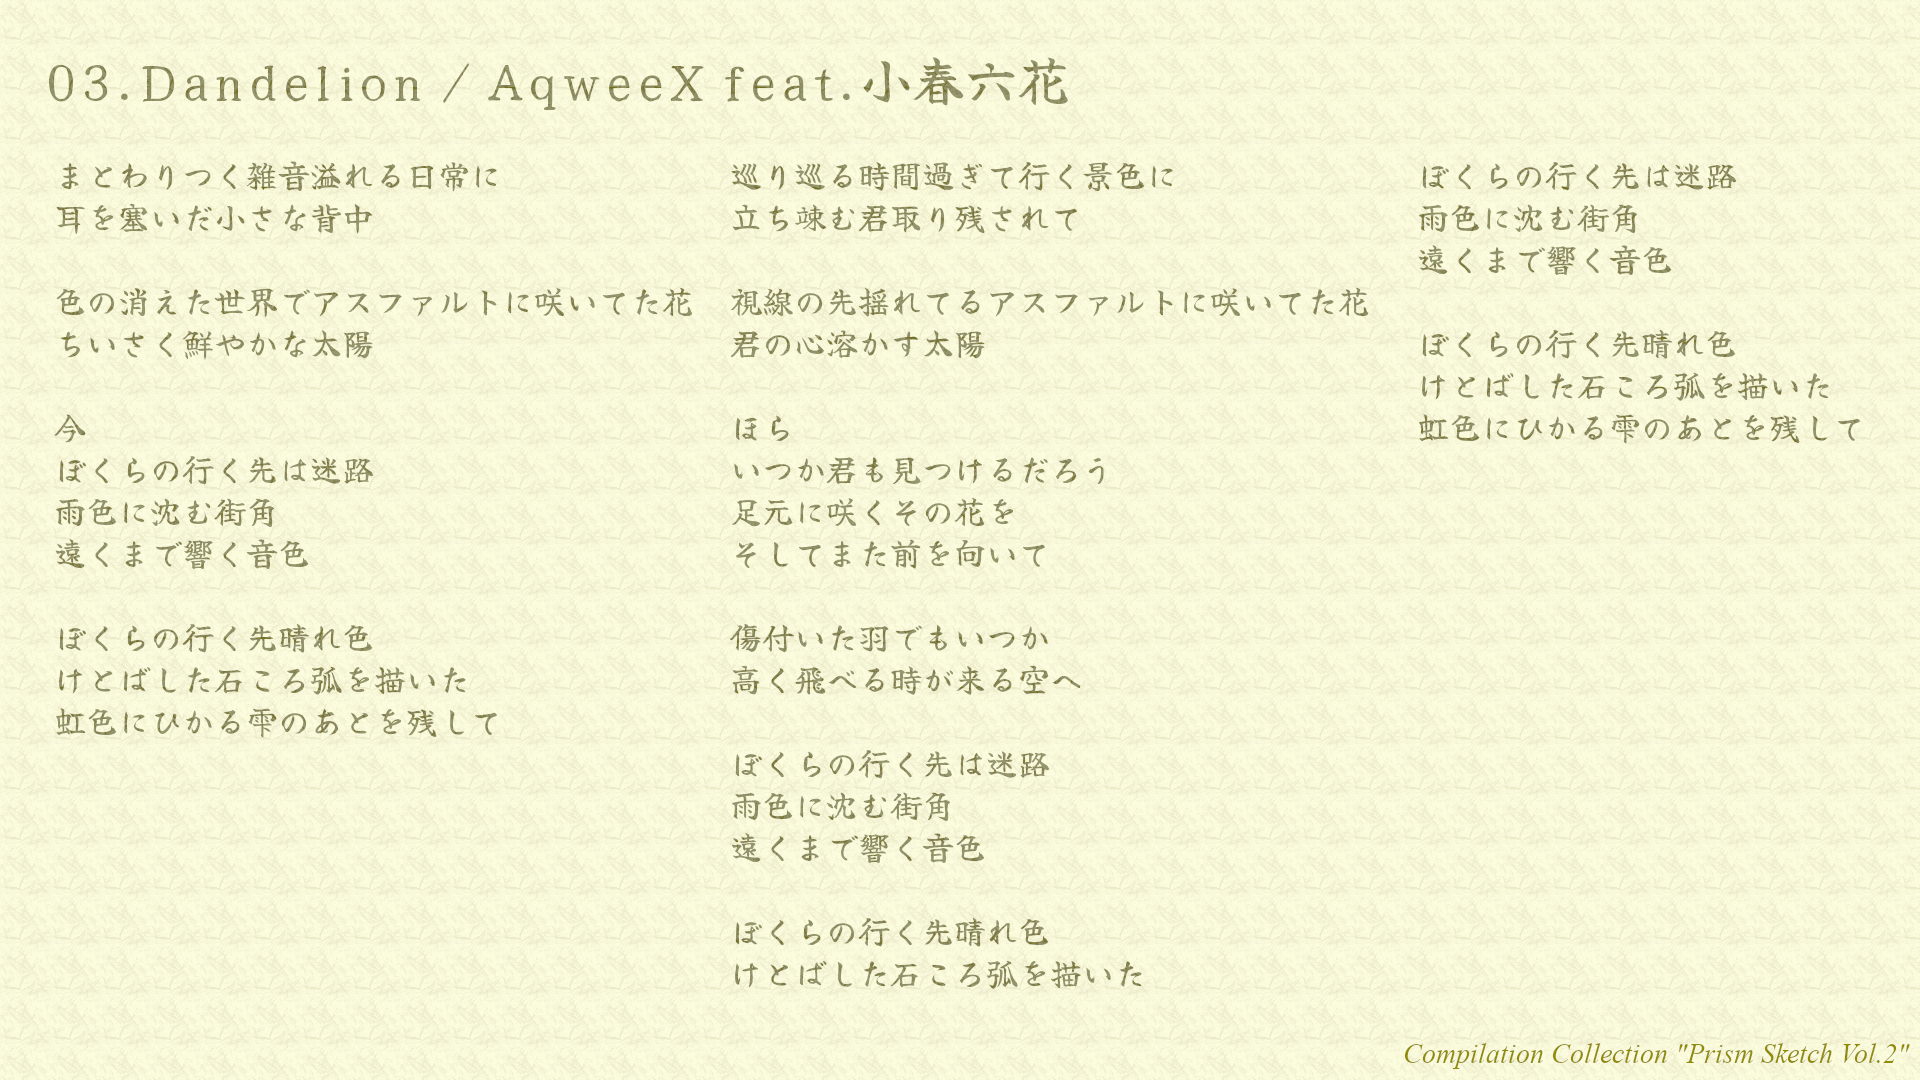 03.Dandelion / AqweeX feat.小春六花
まとわりつく雑音溢れる日常に
耳を塞いだ小さな背中
色の消えた世界でアスファルトに咲いてた花
ちいさく鮮やかな太陽
今
ぼくらの行く先は迷路
雨色に沈む街角
遠くまで響く音色
ぼくらの行く先晴れ色
けとばした石ころ弧を描いた
虹色にひかる雫のあとを残して
巡り巡る時間過ぎて行く景色に
立ち竦む君取り残されて
視線の先揺れてるアスファルトに咲いてた花
君の心溶かす太陽
ほら
いつか君も見つけるだろう
足元に咲くその花を
そしてまた前を向いて
傷付いた羽でもいつか
高く飛べる時が来る空へ
ぼくらの行く先は迷路
雨色に沈む街角
遠くまで響く音色
ぼくらの行く先晴れ色
けとばした石ころ弧を描いた
ぼくらの行く先は迷路
雨色に沈む街角
遠くまで響く音色
ぼくらの行く先晴れ色
けとばした石ころ弧を描いた
虹色にひかる雫のあとを残して
Compilation Collection "Prism Sketch Vol.2"